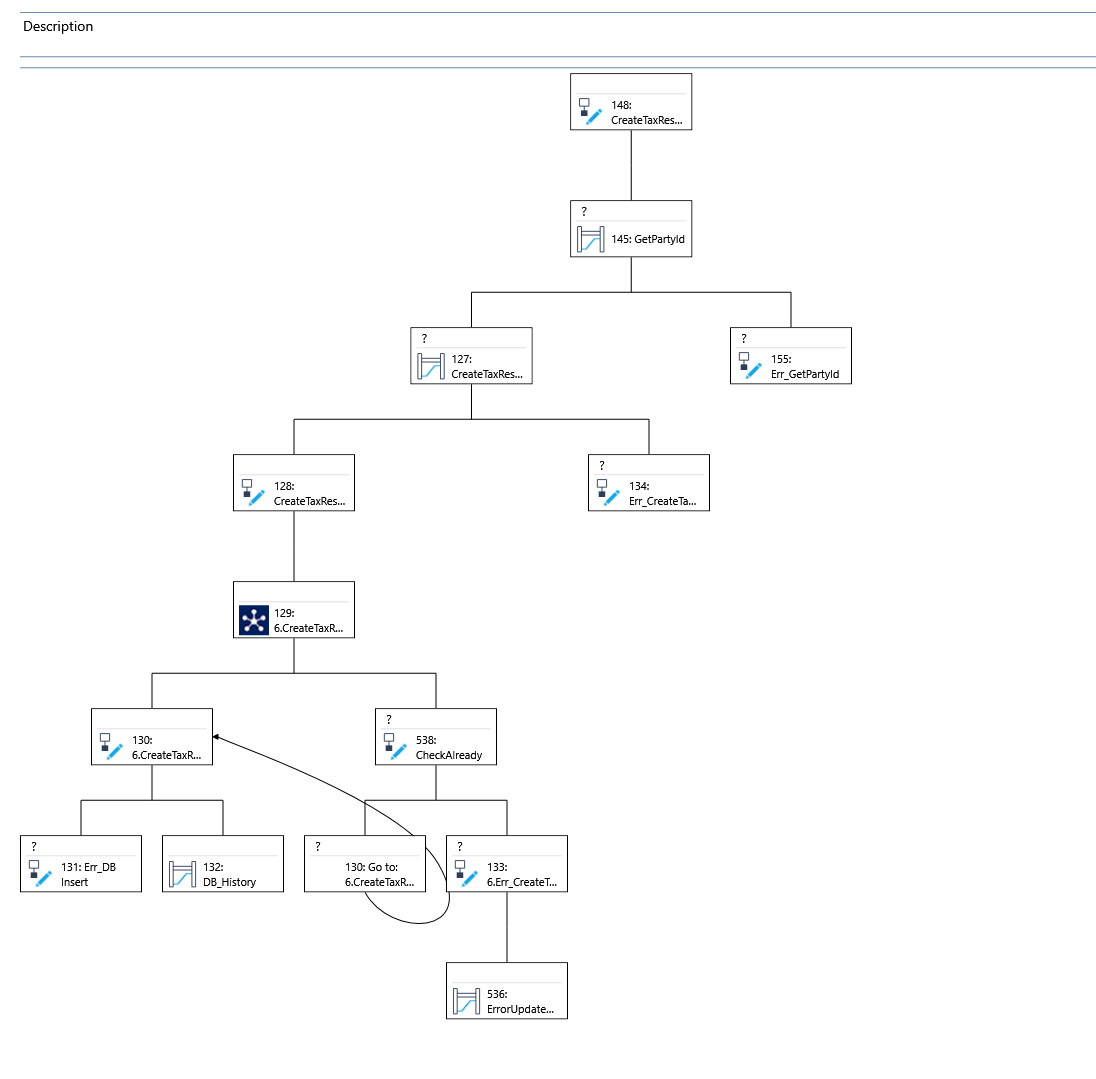 Description
148:
CreateTaxRes...
?
145: GetPartyId
?
127:
CreateTaxRes...
?
155:
Err_GetPartyId
128:
CreateTaxRes...
?
134:
Err_CreateTa...
129:
6.CreateTaxR...
130:
6.CreateTaxR...
?
538:
CheckAlready
?
131: Err_DB
Insert
132:
DB_History
?
130: Go to:
6.CreateTaxR...
?
133:
6.Err_CreateT...
536:
ErrorUpdate...